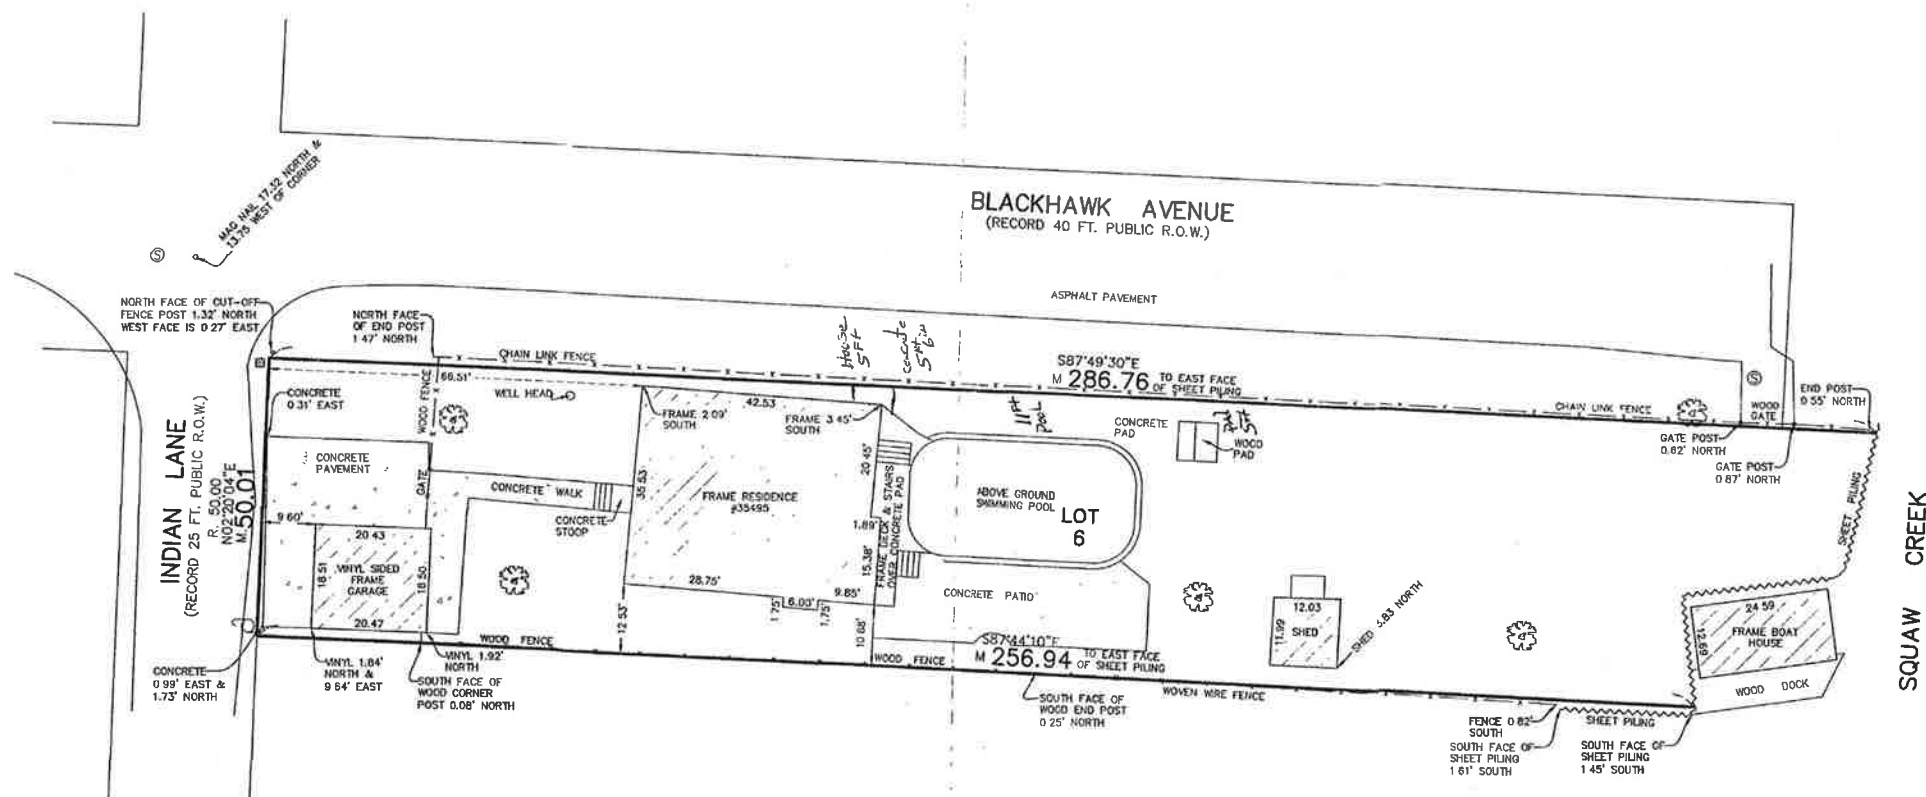 MAG NAIL 17.32 NORTH &
13.75 WEST OF CORNER
S
BLACKHAWK AVENUE
(RECORD 40 FT. PUBLIC R.O.W.)
ASPHALT PAVEMENT
NORTH FACE OF CUT-OFF
FENCE POST 1.32' NORTH
WEST FACE IS 0.27' EAST
NORTH FACE
OF END POST
1.47' NORTH
CHAIN LINK FENCE
House
5 FT
5 FT 6 in
S87°49'30"E
M 286.76 TO EAST FACE
OF SHEET PILING
S
CHAIN LINK FENCE
WOOD
GATE
END POST
0.55' NORTH
GATE POST
0.62' NORTH
GATE POST
0.87' NORTH
CONCRETE
0.31' EAST
66.51'
WOOD FENCE
WELL HEAD
42.53
FRAME 2.09'
SOUTH
FRAME 3.45'
SOUTH
11 FT
Pool
CONCRETE
PAD
5 FT
WOOD
PAD
INDIAN LANE
(RECORD 25 FT. PUBLIC R.O.W.)
R. 50.00
N02°20'04"E
M. 50.01
CONCRETE
PAVEMENT
GATE
CONCRETE WALK
CONCRETE
STOOP
35.53
FRAME RESIDENCE
#35495
20.45'
1.89'
15.38'
FRAME DECK & STAIRS
OVER CONCRETE PAD
ABOVE GROUND
SWIMMING POOL
LOT
6
SHEET PILING
SQUAW CREEK
9.60'
20.43
18.51
VINYL SIDED
FRAME
GARAGE
18.50
20.47
28.75'
1.75'
6.00'
1.75'
9.85'
12.53'
10.88'
CONCRETE PATIO
12.03
11.99
SHED
SHED 3.83 NORTH
24.59
12.69
FRAME BOAT
HOUSE
WOOD DOCK
WOOD FENCE
WOOD FENCE
S87°44'10"E
M 256.94 TO EAST FACE
OF SHEET PILING
WOVEN WIRE FENCE
CONCRETE
0.99' EAST &
1.73' NORTH
VINYL 1.84'
NORTH &
9.64' EAST
VINYL 1.92'
NORTH
SOUTH FACE OF
WOOD CORNER
POST 0.08' NORTH
SOUTH FACE OF
WOOD END POST
0.25' NORTH
FENCE 0.82'
SOUTH
SHEET PILING
SOUTH FACE OF
SHEET PILING
1.61' SOUTH
SOUTH FACE OF
SHEET PILING
1.45' SOUTH